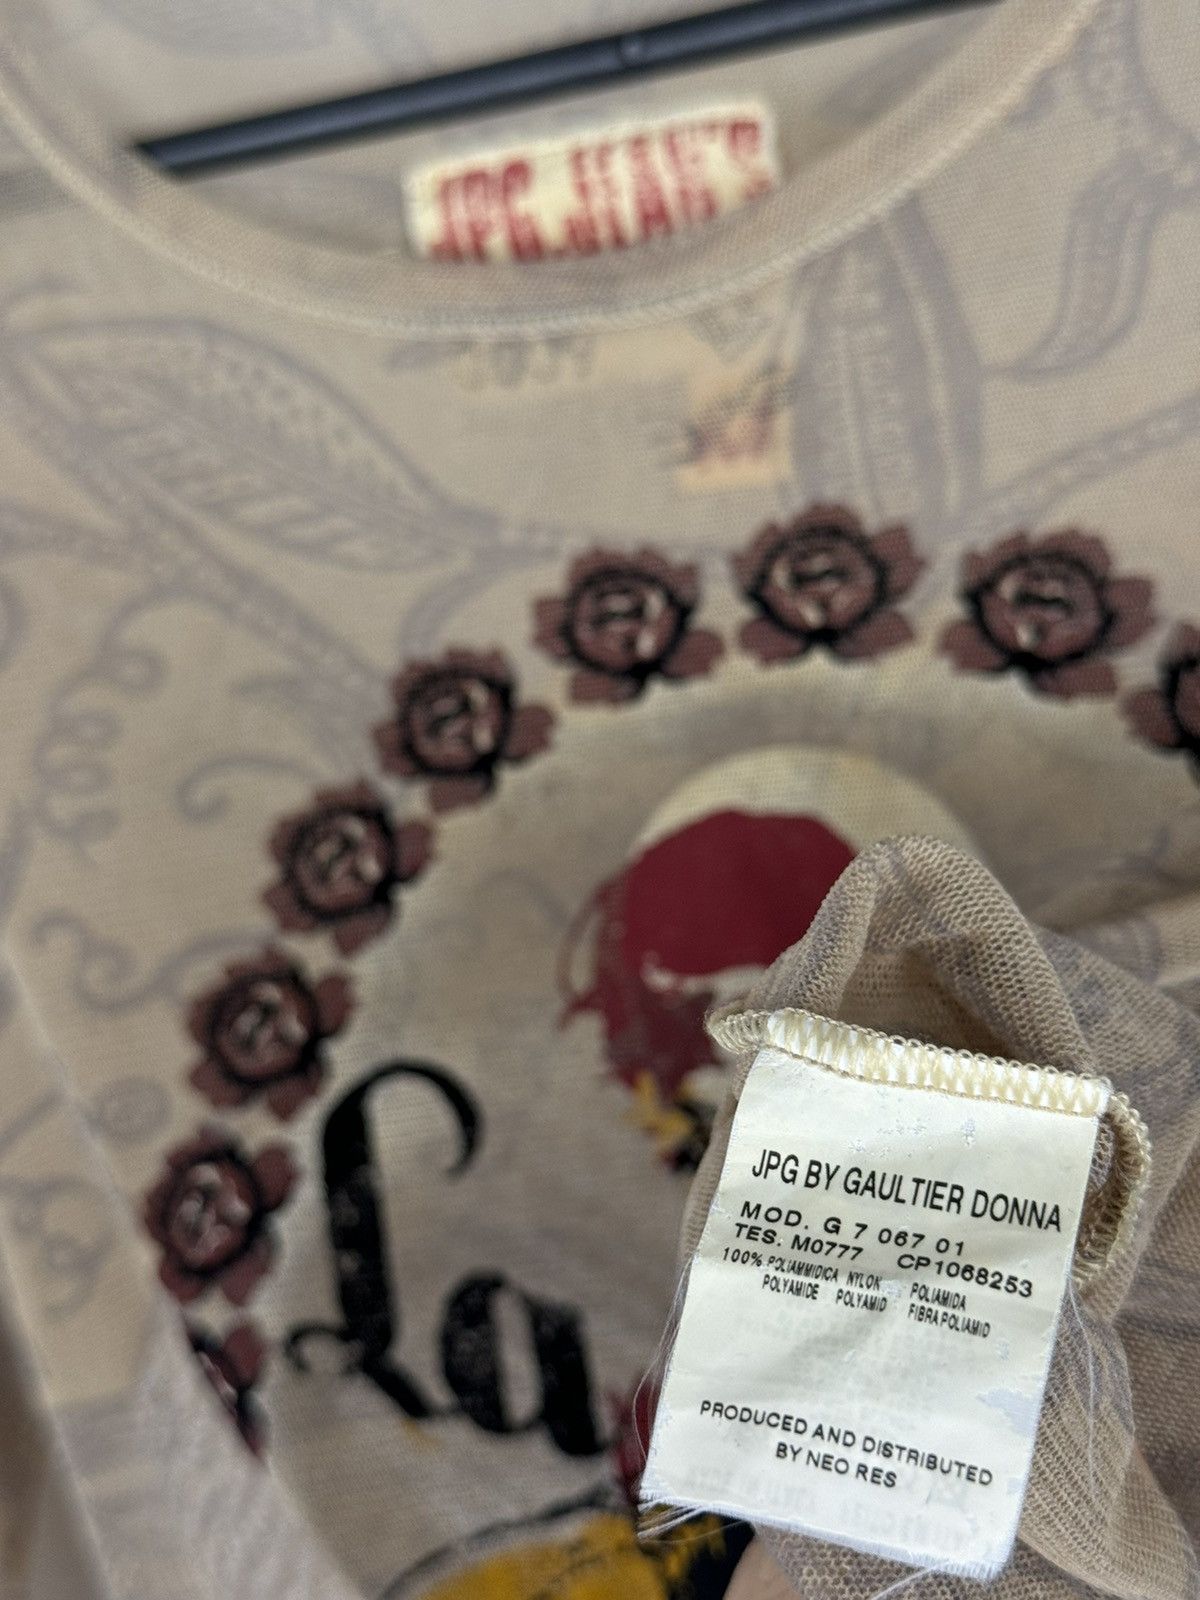 JPG JEAN'S
La
JPG BY GAULTIER DONNA
MOD. G 7 067 01
TES. M0777 CP1068253
100% POLIAMMIDICA NYLON POLIAMIDA
POLYAMIDE POLYAMID FIBRA POLIAMID
PRODUCED AND DISTRIBUTED
BY NEO RES